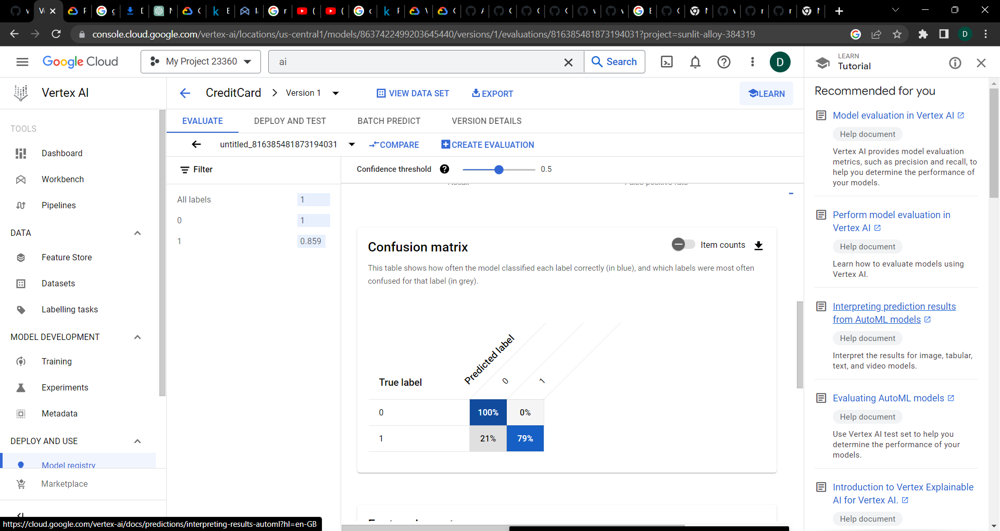 console.cloud.google.com/vertex-ai/locations/us-central1/models/8637422499203645440/versions/1/evaluations/816385481873194031?project=sunlit-alloy-384319
D
Google Cloud
My Project 23360
ai
Search
D
LEARN
Tutorial
Vertex AI
CreditCard
Version 1
VIEW DATA SET
EXPORT
LEARN
EVALUATE
DEPLOY AND TEST
BATCH PREDICT
VERSION DETAILS
untitled_816385481873194031
COMPARE
CREATE EVALUATION
Filter
Confidence threshold
0.5
All labels
1
0
1
1
0.859
TOOLS
Dashboard
Workbench
Pipelines
DATA
Feature Store
Datasets
Labelling tasks
MODEL DEVELOPMENT
Training
Experiments
Metadata
DEPLOY AND USE
Model registry
Marketplace
Confusion matrix
Item counts
This table shows how often the model classified each label correctly (in blue), and which labels were most often
confused for that label (in grey).
Predicted label
True label
0
1
0
100%
0%
1
21%
79%
Recommended for you
Model evaluation in Vertex AI
Help document
Vertex AI provides model evaluation
metrics, such as precision and recall, to
help you determine the performance of
your models.
Perform model evaluation in
Vertex AI
Help document
Learn how to evaluate models using
Vertex AI.
Interpreting prediction results
from AutoML models
Help document
Interpret the results for image, tabular,
text, and video models.
Evaluating AutoML models
Help document
Use Vertex AI test set to help you
determine the performance of your
models.
Introduction to Vertex Explainable
AI for Vertex AI.
Help document
https://cloud.google.com/vertex-ai/docs/predictions/interpreting-results-automl?hl=en-GB